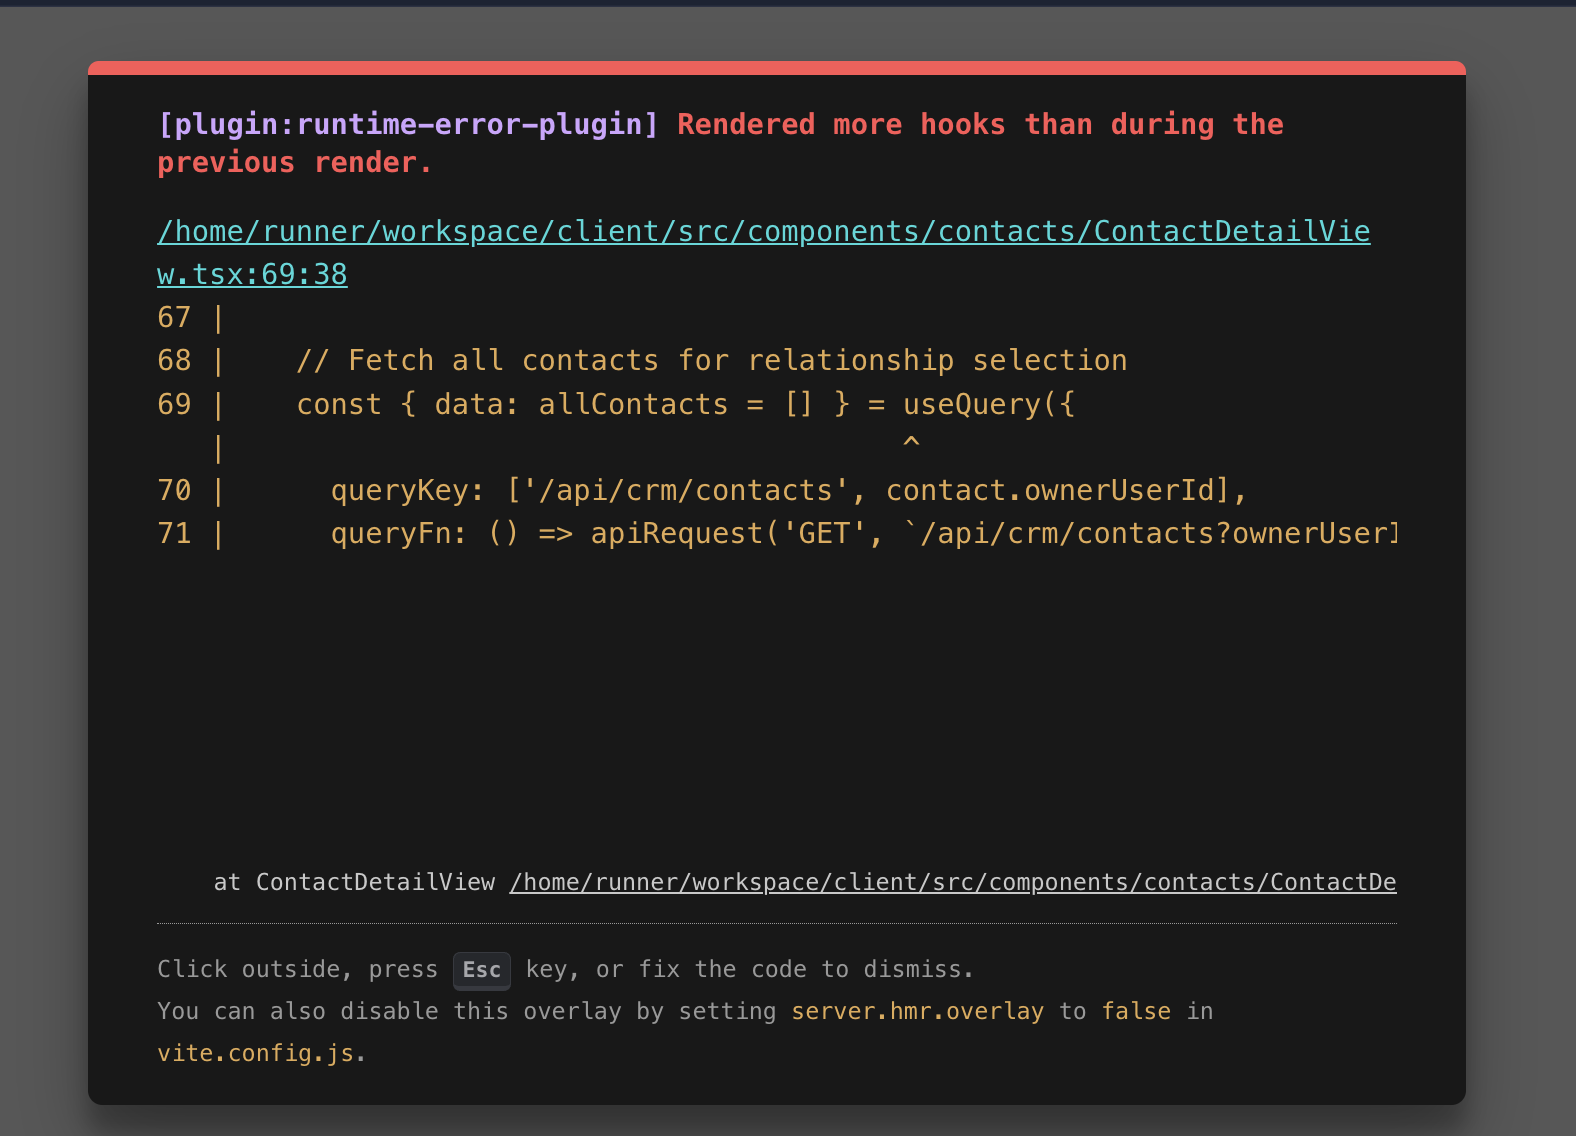 [plugin:runtime-error-plugin] Rendered more hooks than during the
previous render.
/home/runner/workspace/client/src/components/contacts/ContactDetailVie
w.tsx:69:38
67 |
68 |    // Fetch all contacts for relationship selection
69 |    const { data: allContacts = [] } = useQuery({
   |                                       ^
70 |      queryKey: ['/api/crm/contacts', contact.ownerUserId],
71 |      queryFn: () => apiRequest('GET', `/api/crm/contacts?ownerUserI
at ContactDetailView /home/runner/workspace/client/src/components/contacts/ContactDe
Click outside, press Esc key, or fix the code to dismiss.
You can also disable this overlay by setting server.hmr.overlay to false in
vite.config.js.